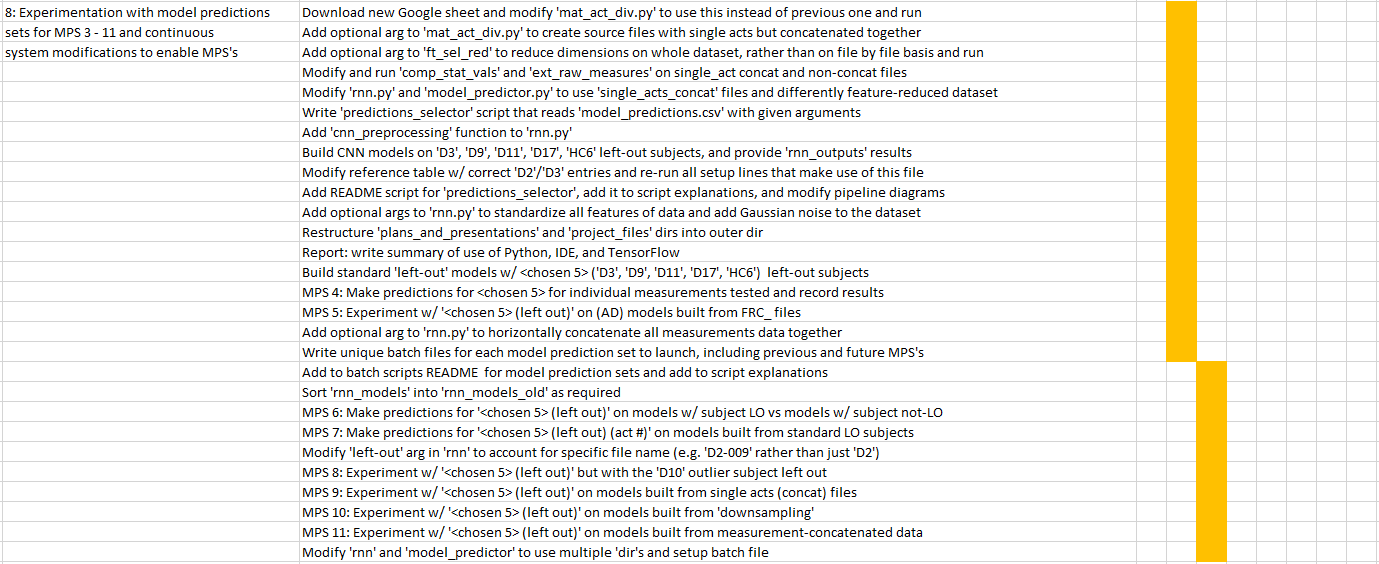 8: Experimentation with model predictions
sets for MPS 3 - 11 and continuous
system modifications to enable MPS's
Download new Google sheet and modify 'mat_act_div.py' to use this instead of previous one and run
Add optional arg to 'mat_act_div.py' to create source files with single acts but concatenated together
Add optional arg to 'ft_sel_red' to reduce dimensions on whole dataset, rather than on file by file basis and run
Modify and run 'comp_stat_vals' and 'ext_raw_measures' on single_act concat and non-concat files
Modify 'rnn.py' and 'model_predictor.py' to use 'single_acts_concat' files and differently feature-reduced dataset
Write 'predictions_selector' script that reads 'model_predictions.csv' with given arguments
Add 'cnn_preprocessing' function to 'rnn.py'
Build CNN models on 'D3', 'D9', 'D11', 'D17', 'HC6' left-out subjects, and provide 'rnn_outputs' results
Modify reference table w/ correct 'D2'/'D3' entries and re-run all setup lines that make use of this file
Add README script for 'predictions_selector', add it to script explanations, and modify pipeline diagrams
Add optional args to 'rnn.py' to standardize all features of data and add Gaussian noise to the dataset
Restructure 'plans_and_presentations' and 'project_files' dirs into outer dir
Report: write summary of use of Python, IDE, and TensorFlow
Build standard 'left-out' models w/ <chosen 5> ('D3', 'D9', 'D11', 'D17', 'HC6')  left-out subjects
MPS 4: Make predictions for <chosen 5> for individual measurements tested and record results
MPS 5: Experiment w/ '<chosen 5> (left out)' on (AD) models built from FRC_ files
Add optional arg to 'rnn.py' to horizontally concatenate all measurements data together
Write unique batch files for each model prediction set to launch, including previous and future MPS's
Add to batch scripts README  for model prediction sets and add to script explanations
Sort 'rnn_models' into 'rnn_models_old' as required
MPS 6: Make predictions for '<chosen 5> (left out)' on models w/ subject LO vs models w/ subject not-LO
MPS 7: Make predictions for '<chosen 5> (left out) (act #)' on models built from standard LO subjects
Modify 'left-out' arg in 'rnn' to account for specific file name (e.g. 'D2-009' rather than just 'D2')
MPS 8: Experiment w/ '<chosen 5> (left out)' but with the 'D10' outlier subject left out
MPS 9: Experiment w/ '<chosen 5> (left out)' on models built from single acts (concat) files
MPS 10: Experiment w/ '<chosen 5> (left out)' on models built from 'downsampling'
MPS 11: Experiment w/ '<chosen 5> (left out)' on models built from measurement-concatenated data
Modify 'rnn' and 'model_predictor' to use multiple 'dir's and setup batch file